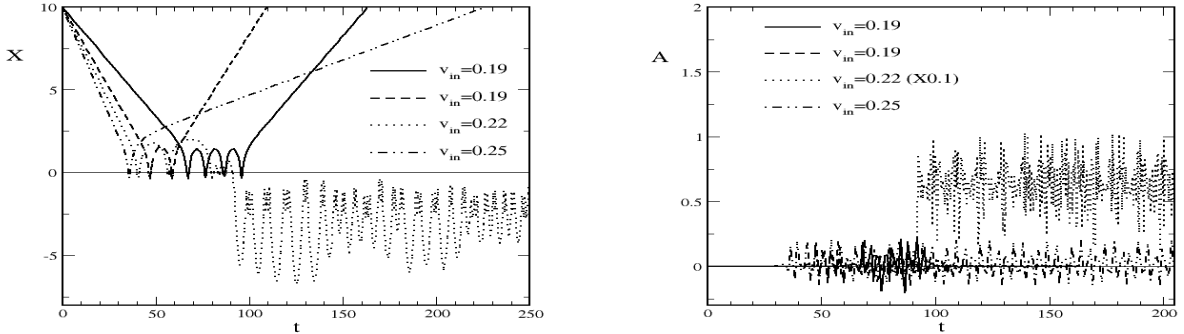 10
5
0
-5
X
v_in=0.19
v_in=0.19
v_in=0.22
v_in=0.25
0 50 100 150 200 250
t
2
1.5
1
0.5
0
A
v_in=0.19
v_in=0.19
v_in=0.22 (X0.1)
v_in=0.25
0 50 100 150 200
t